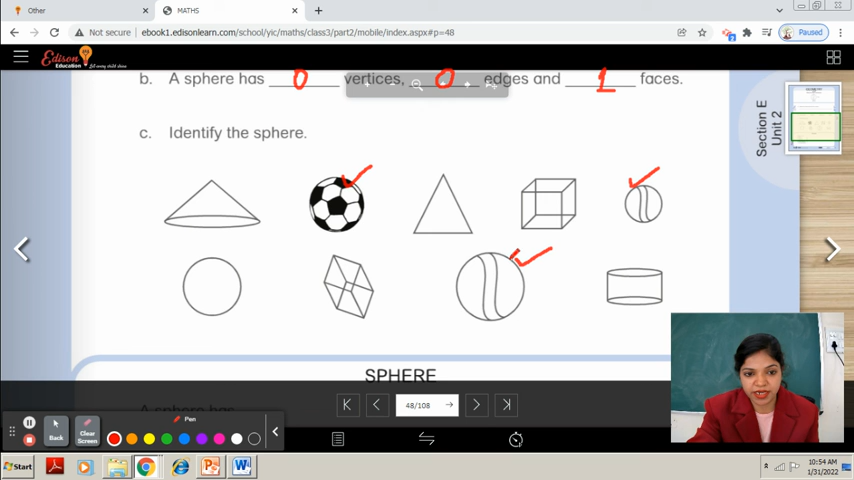 Other
MATHS
Not secure
ebook1.edisonlearn.com/school/yic/maths/class3/part2/mobile/index.aspx#p=48
Paused
Edison
Education
b. A sphere has 0 vertices, 0 edges and 1 faces.
c. Identify the sphere.
Section E
Unit 2
SPHERE
A sphere has
48/108
Pen
Back
Clear
Screen
Start
10:54 AM
1/31/2022